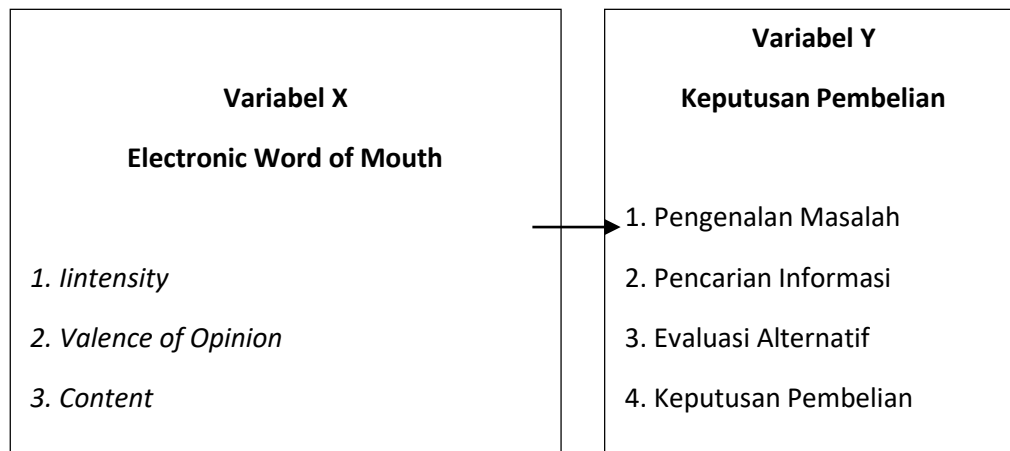 Variabel X
Electronic Word of Mouth
1. Iintensity
2. Valence of Opinion
3. Content
Variabel Y
Keputusan Pembelian
1. Pengenalan Masalah
2. Pencarian Informasi
3. Evaluasi Alternatif
4. Keputusan Pembelian